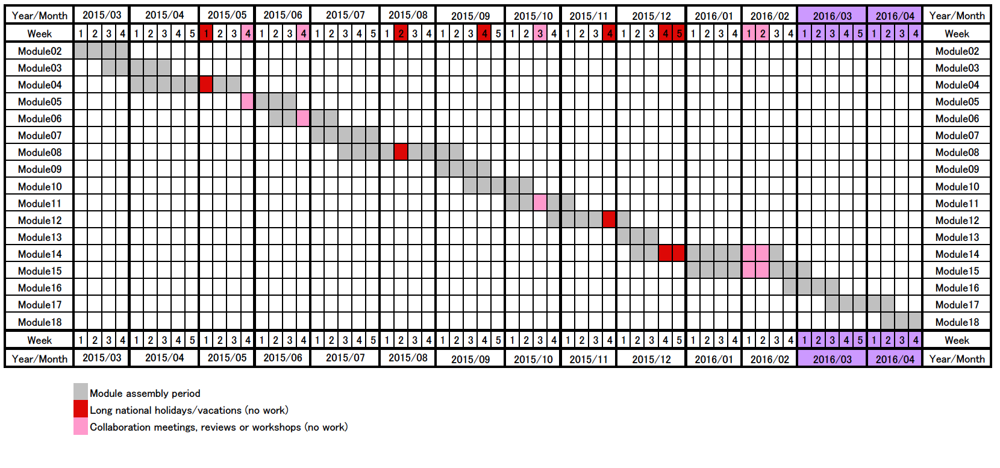 Year/Month 2015/03 2015/04 2015/05 2015/06 2015/07 2015/08 2015/09 2015/10 2015/11 2015/12 2016/01 2016/02 2016/03 2016/04 Year/Month
Week 1 2 3 4 1 2 3 4 5 1 2 3 4 1 2 3 4 1 2 3 4 5 1 2 3 4 1 2 3 4 5 1 2 3 4 1 2 3 4 1 2 3 4 5 1 2 3 4 1 2 3 4 1 2 3 4 5 1 2 3 4 Week
Module02 Module02
Module03 Module03
Module04 Module04
Module05 Module05
Module06 Module06
Module07 Module07
Module08 Module08
Module09 Module09
Module10 Module10
Module11 Module11
Module12 Module12
Module13 Module13
Module14 Module14
Module15 Module15
Module16 Module16
Module17 Module17
Module18 Module18
Week 1 2 3 4 1 2 3 4 5 1 2 3 4 1 2 3 4 1 2 3 4 5 1 2 3 4 1 2 3 4 5 1 2 3 4 1 2 3 4 1 2 3 4 5 1 2 3 4 1 2 3 4 1 2 3 4 5 1 2 3 4 Week
Year/Month 2015/03 2015/04 2015/05 2015/06 2015/07 2015/08 2015/09 2015/10 2015/11 2015/12 2016/01 2016/02 2016/03 2016/04 Year/Month
Module assembly period
Long national holidays/vacations (no work)
Collaboration meetings, reviews or workshops (no work)